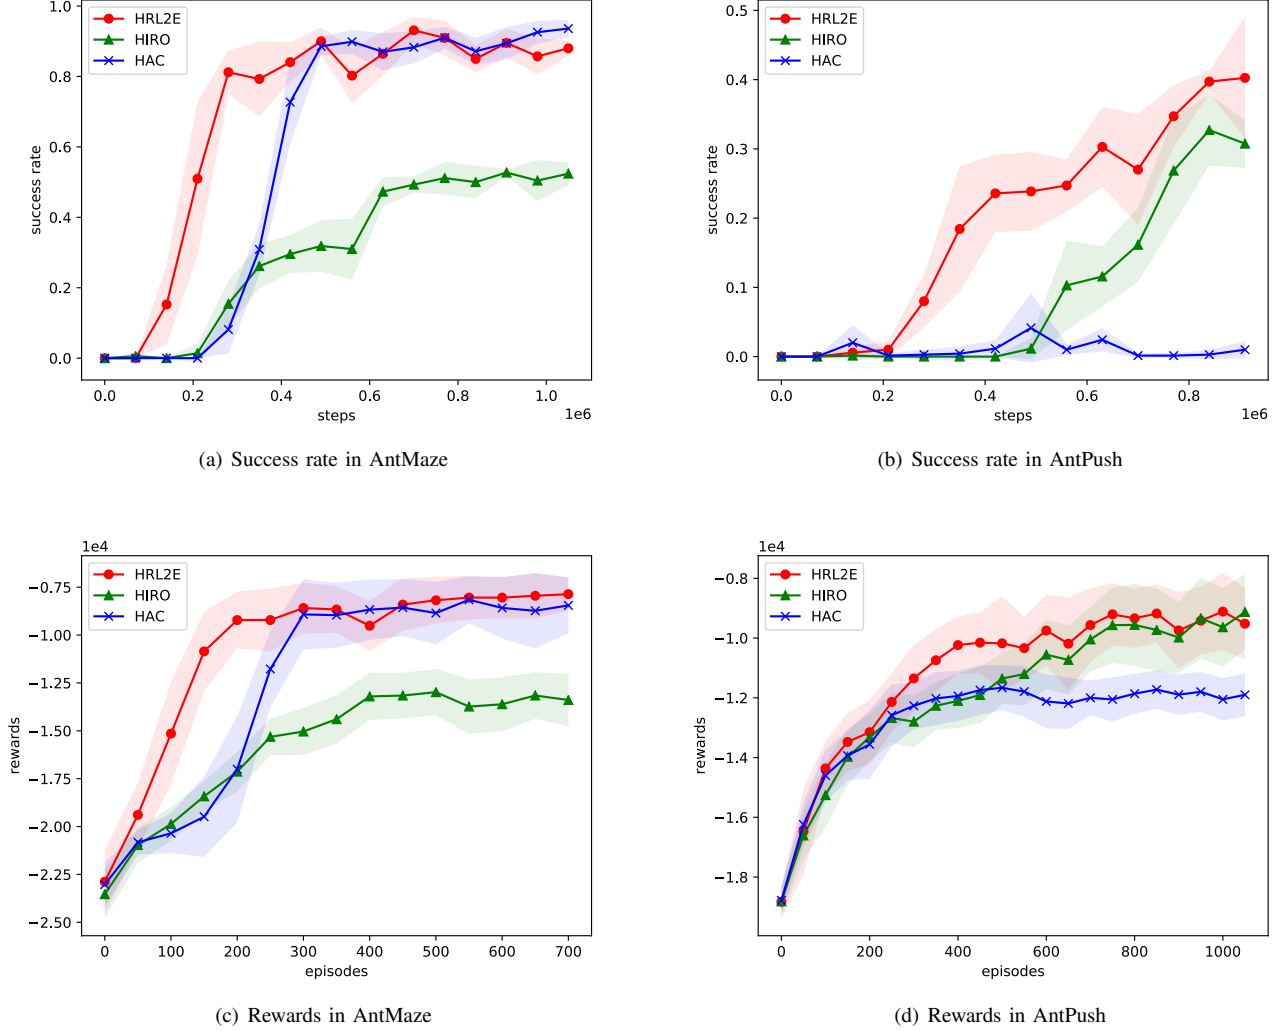 HRL2E
HIRO
HAC
1.0
0.8
0.6
0.4
0.2
0.0
success rate
0.0 0.2 0.4 0.6 0.8 1.0
steps 1e6
(a) Success rate in AntMaze
HRL2E
HIRO
HAC
0.5
0.4
0.3
0.2
0.1
0.0
success rate
0.0 0.2 0.4 0.6 0.8
steps 1e6
(b) Success rate in AntPush
1e4
HRL2E
HIRO
HAC
−0.75
−1.00
−1.25
−1.50
−1.75
−2.00
−2.25
−2.50
rewards
0 100 200 300 400 500 600 700
episodes
(c) Rewards in AntMaze
1e4
HRL2E
HIRO
HAC
−0.8
−1.0
−1.2
−1.4
−1.6
−1.8
rewards
0 200 400 600 800 1000
episodes
(d) Rewards in AntPush